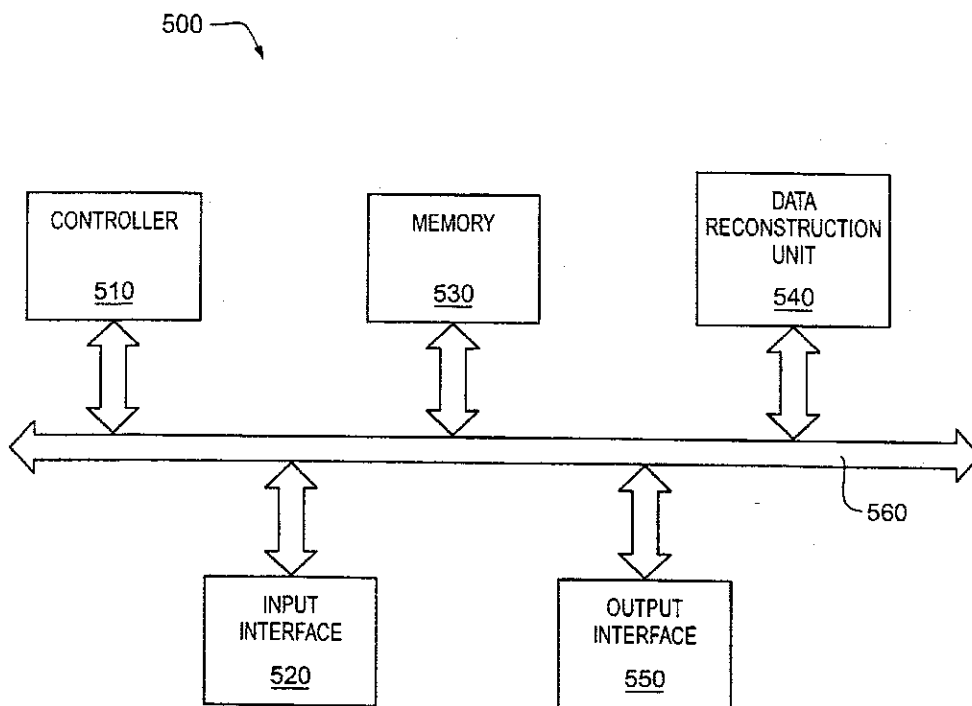 500
CONTROLLER
510
MEMORY
530
DATA
RECONSTRUCTION
UNIT
540
560
INPUT
INTERFACE
520
OUTPUT
INTERFACE
550